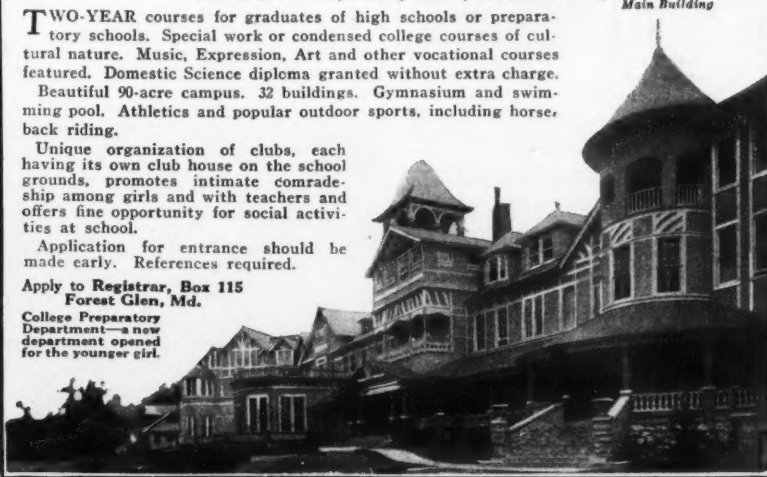 Main Building
TWO-YEAR courses for graduates of high schools or prepara-
tory schools. Special work or condensed college courses of cul-
tural nature. Music, Expression, Art and other vocational courses
featured. Domestic Science diploma granted without extra charge.
Beautiful 90-acre campus. 32 buildings. Gymnasium and swim-
ming pool. Athletics and popular outdoor sports, including horse,
back riding.
Unique organization of clubs, each
having its own club house on the school
grounds, promotes intimate comrade-
ship among girls and with teachers and
offers fine opportunity for social activi-
ties at school.
Application for entrance should be
made early. References required.
Apply to Registrar, Box 115
Forest Glen, Md.
College Preparatory
Department—a new
department opened
for the younger girl.